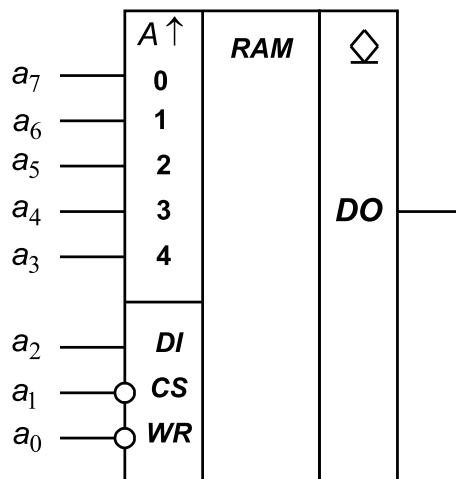 A↑ RAM
a₇ 0
a₆ 1
a₅ 2
a₄ 3 DO
a₃ 4
a₂ DI
a₁ CS
a₀ WR